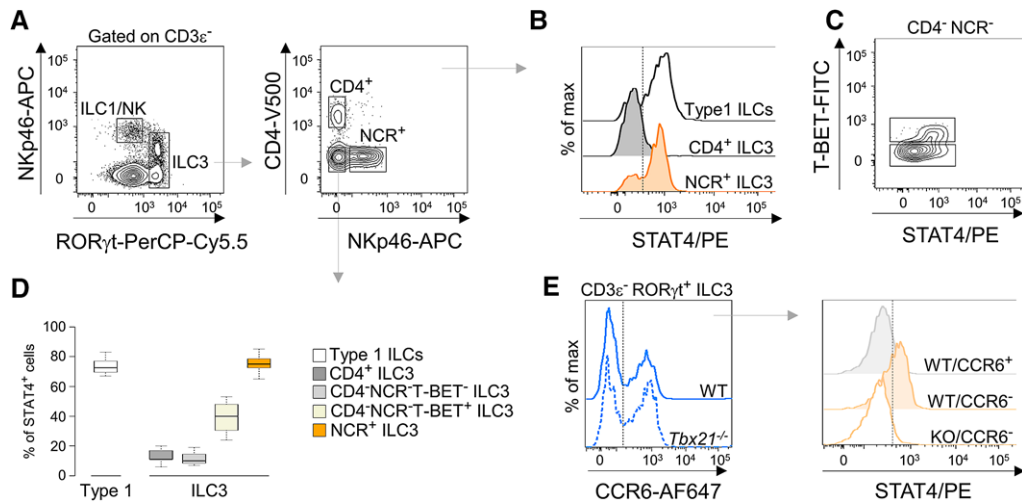 A
Gated on CD3ε⁻
NKp46-APC
10⁵
10⁴
10³
0
ILC1/NK
ILC3
0 10³ 10⁴ 10⁵
RORγt-PerCP-Cy5.5
CD4-V500
10⁵
10⁴
10³
0
CD4⁺
NCR⁺
0 10³ 10⁴ 10⁵
NKp46-APC
B
% of max
Type1 ILCs
CD4⁺ ILC3
NCR⁺ ILC3
0 10³ 10⁴ 10⁵
STAT4/PE
C
CD4⁻ NCR⁻
T-BET-FITC
10⁵
10⁴
10³
0
0 10³ 10⁴ 10⁵
STAT4/PE
D
% of STAT4⁺ cells
100
80
60
40
20
0
Type 1 ILC3
Type 1 ILCs
CD4⁺ ILC3
CD4⁻NCR⁻T-BET⁻ ILC3
CD4⁻NCR⁻T-BET⁺ ILC3
NCR⁺ ILC3
E
CD3ε⁻ RORγt⁺ ILC3
% of max
WT
Tbx21⁻/⁻
0 10³ 10⁴ 10⁵
CCR6-AF647
WT/CCR6⁺
WT/CCR6⁻
KO/CCR6⁻
0 10³ 10⁴ 10⁵
STAT4/PE